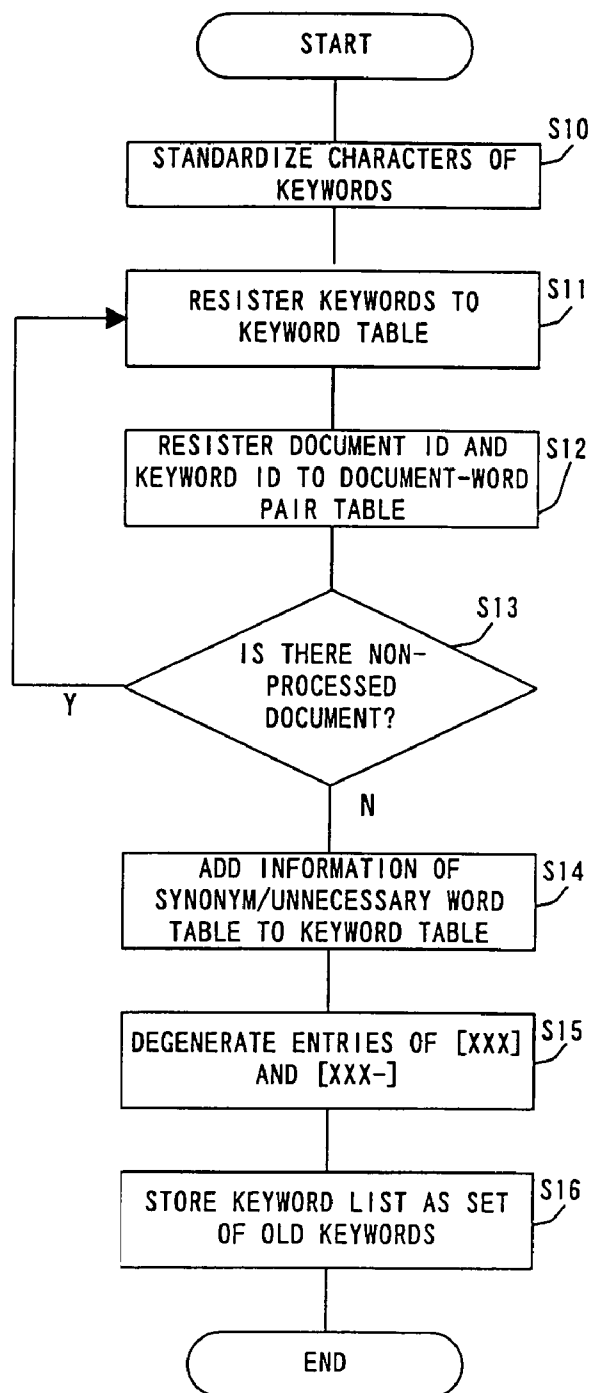 START
S10
STANDARDIZE CHARACTERS OF
KEYWORDS
S11
RESISTER KEYWORDS TO
KEYWORD TABLE
S12
RESISTER DOCUMENT ID AND
KEYWORD ID TO DOCUMENT-WORD
PAIR TABLE
S13
IS THERE NON-
PROCESSED
DOCUMENT?
Y
N
S14
ADD INFORMATION OF
SYNONYM/UNNECESSARY WORD
TABLE TO KEYWORD TABLE
S15
DEGENERATE ENTRIES OF [XXX]
AND [XXX-]
S16
STORE KEYWORD LIST AS SET
OF OLD KEYWORDS
END